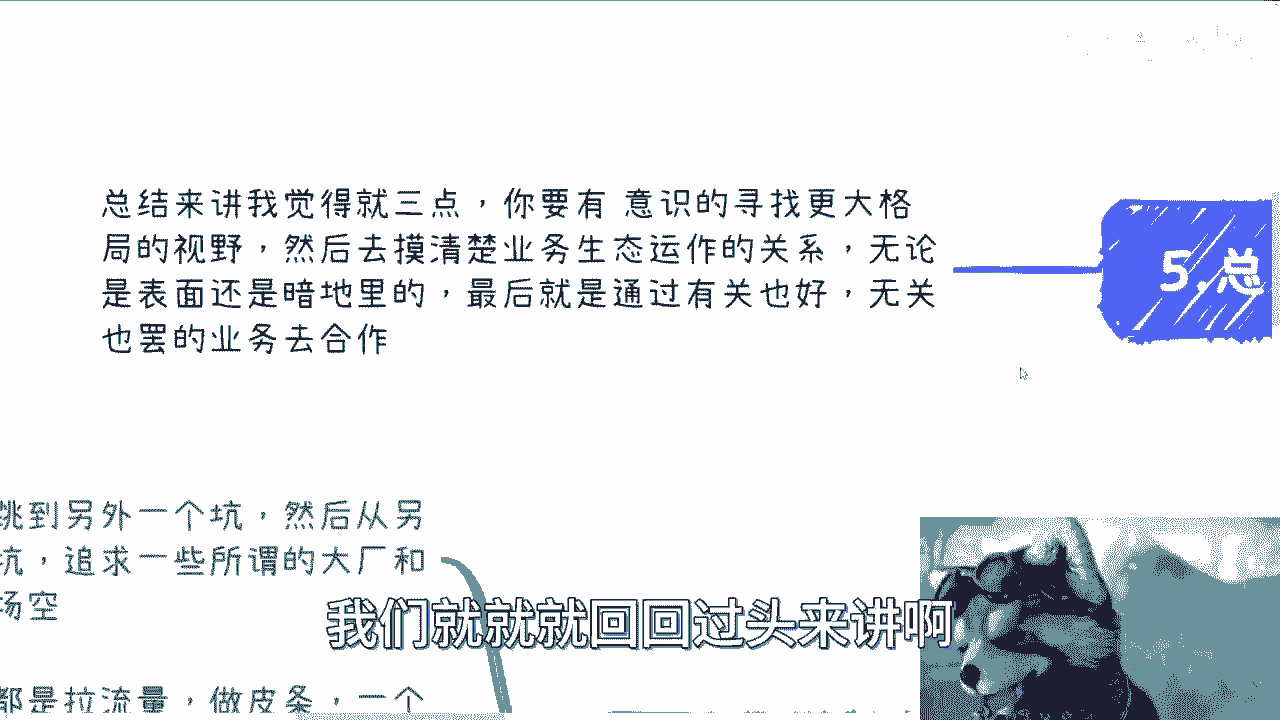 总结来讲我觉得就三点，你要有 意识的寻找更大格
局的视野，然后去摸清楚业务生态运作的关系，无论
是表面还是暗地里的，最后就是通过有关也好，无关
也罢的业务去合作
5.总
挑到另外一个坑，然后从另
坑，追求一些所谓的大厂和
场空
我们就就就回回过头来讲啊
都是拉流量，做皮条，一个